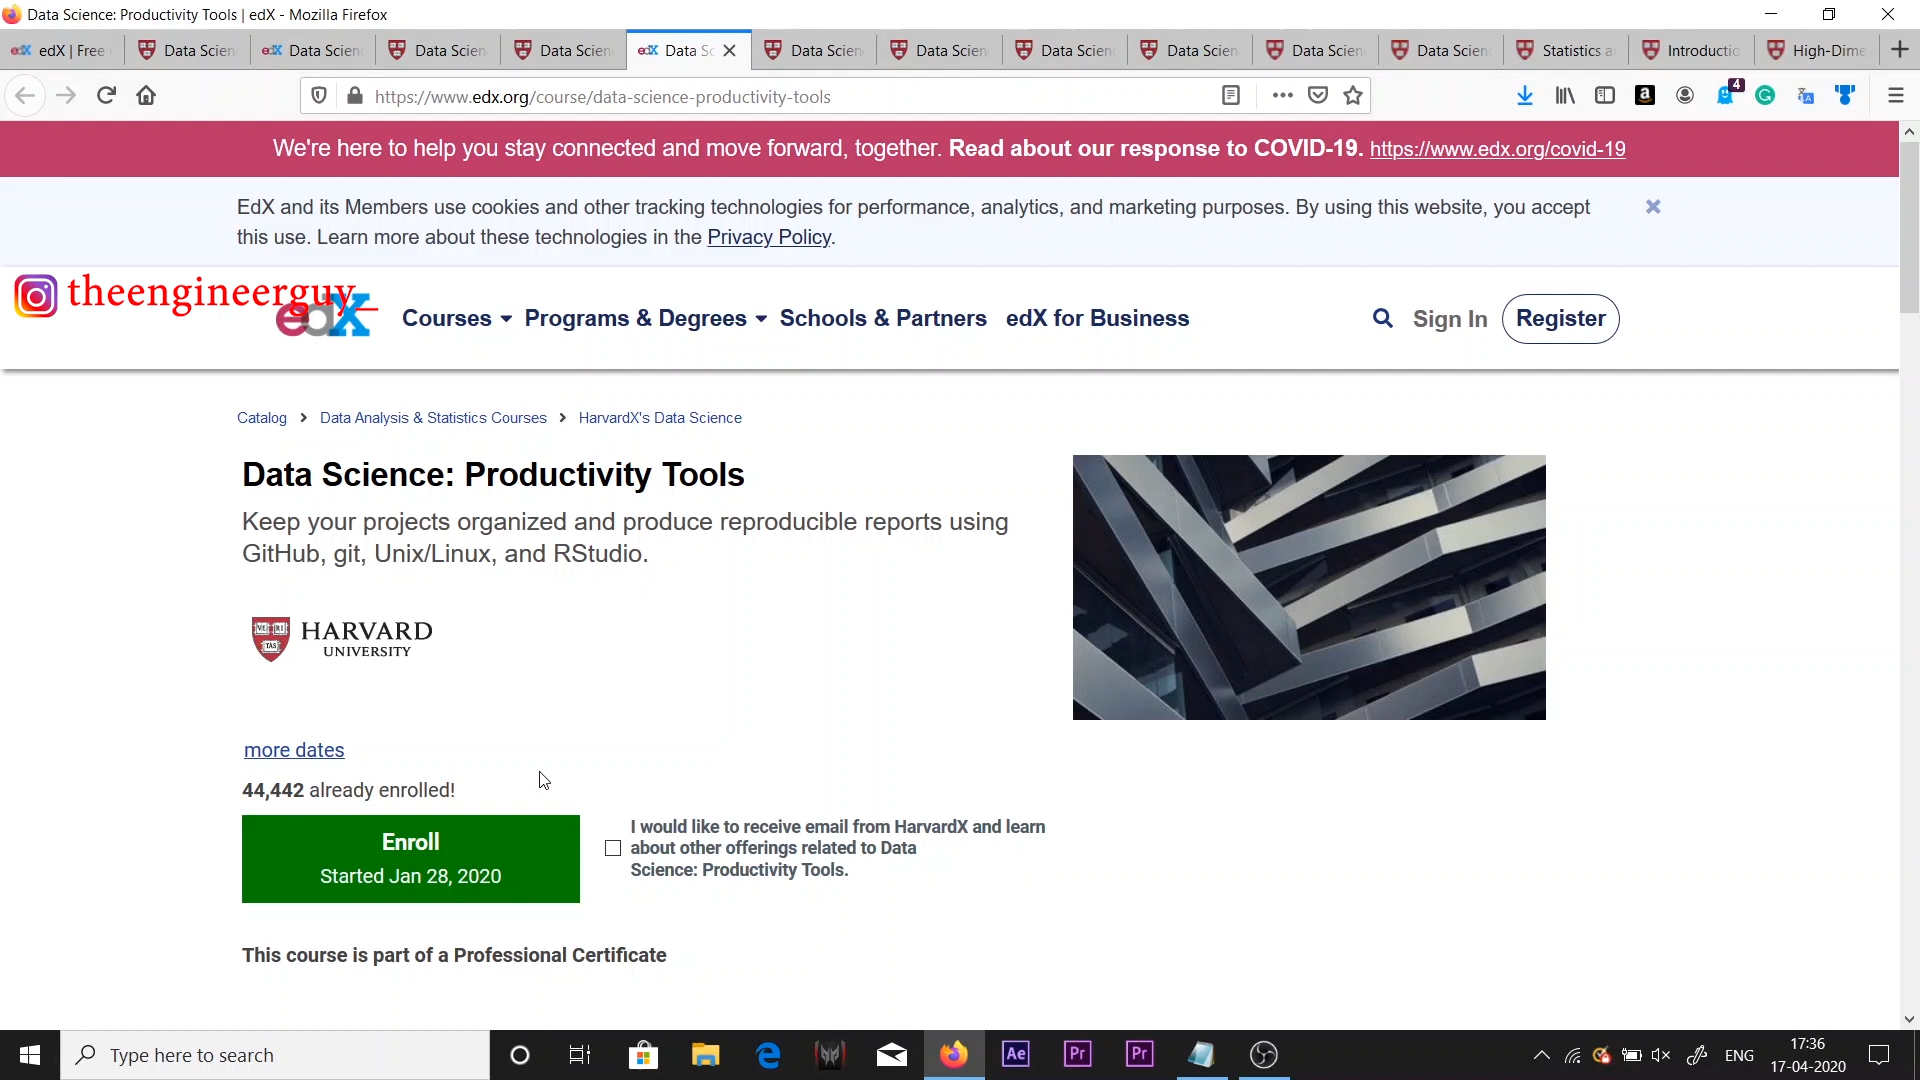 Data Science: Productivity Tools | edX - Mozilla Firefox
edX | Free
Data Scien
Data Scien
Data Scien
Data Scien
Data Sc
Data Scien
Data Scien
Data Scien
Data Scien
Data Scien
Data Scien
Statistics a
Introductio
High-Dime
https://www.edx.org/course/data-science-productivity-tools
4
We're here to help you stay connected and move forward, together. Read about our response to COVID-19. https://www.edx.org/covid-19
EdX and its Members use cookies and other tracking technologies for performance, analytics, and marketing purposes. By using this website, you accept
this use. Learn more about these technologies in the Privacy Policy.
theengineerguy_
edX
Courses
Programs & Degrees
Schools & Partners
edX for Business
Sign In
Register
Catalog > Data Analysis & Statistics Courses > HarvardX's Data Science
Data Science: Productivity Tools
Keep your projects organized and produce reproducible reports using
GitHub, git, Unix/Linux, and RStudio.
VE RI TAS
HARVARD
UNIVERSITY
more dates
44,442 already enrolled!
Enroll
Started Jan 28, 2020
I would like to receive email from HarvardX and learn
about other offerings related to Data
Science: Productivity Tools.
This course is part of a Professional Certificate
Type here to search
Ae
Pr
Pr
ENG
17:36
17-04-2020